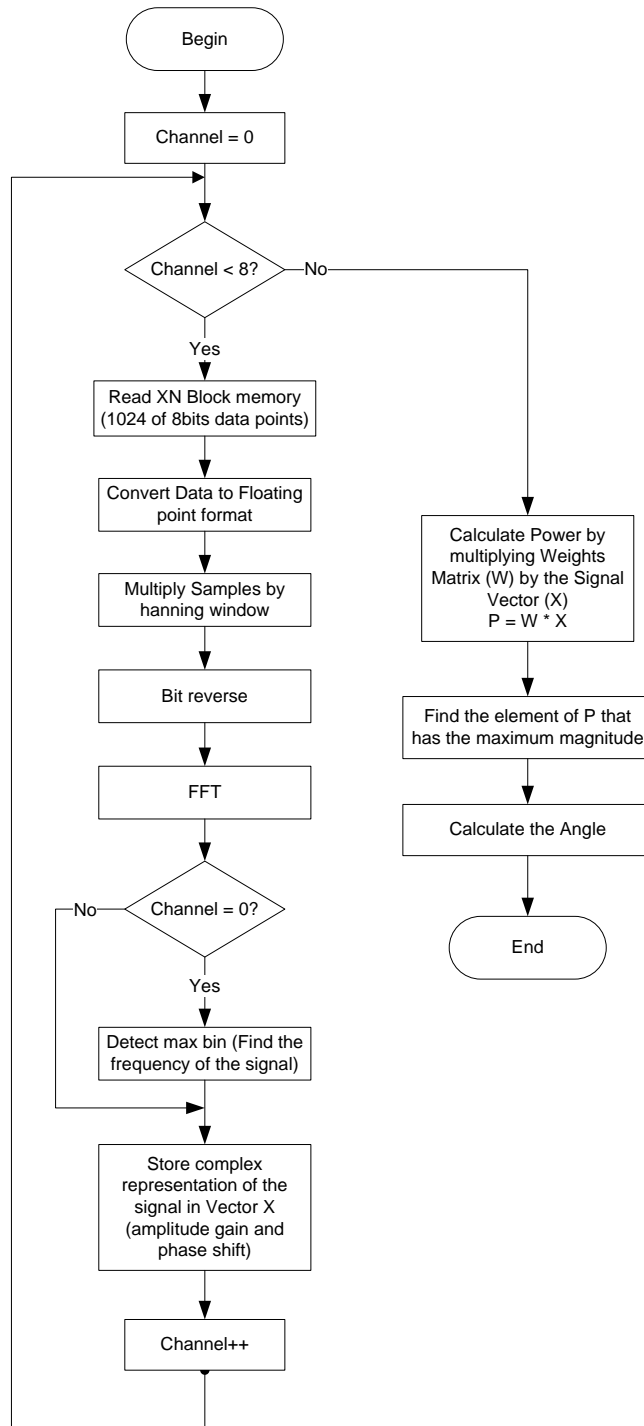 Begin
Channel = 0
Channel < 8?
No
Yes
Read XN Block memory
(1024 of 8bits data points)
Convert Data to Floating
point format
Multiply Samples by
hanning window
Bit reverse
FFT
Channel = 0?
No
Yes
Detect max bin (Find the
frequency of the signal)
Store complex
representation of the
signal in Vector X
(amplitude gain and
phase shift)
Channel++
Calculate Power by
multiplying Weights
Matrix (W) by the Signal
Vector (X)
P = W * X
Find the element of P that
has the maximum magnitude
Calculate the Angle
End